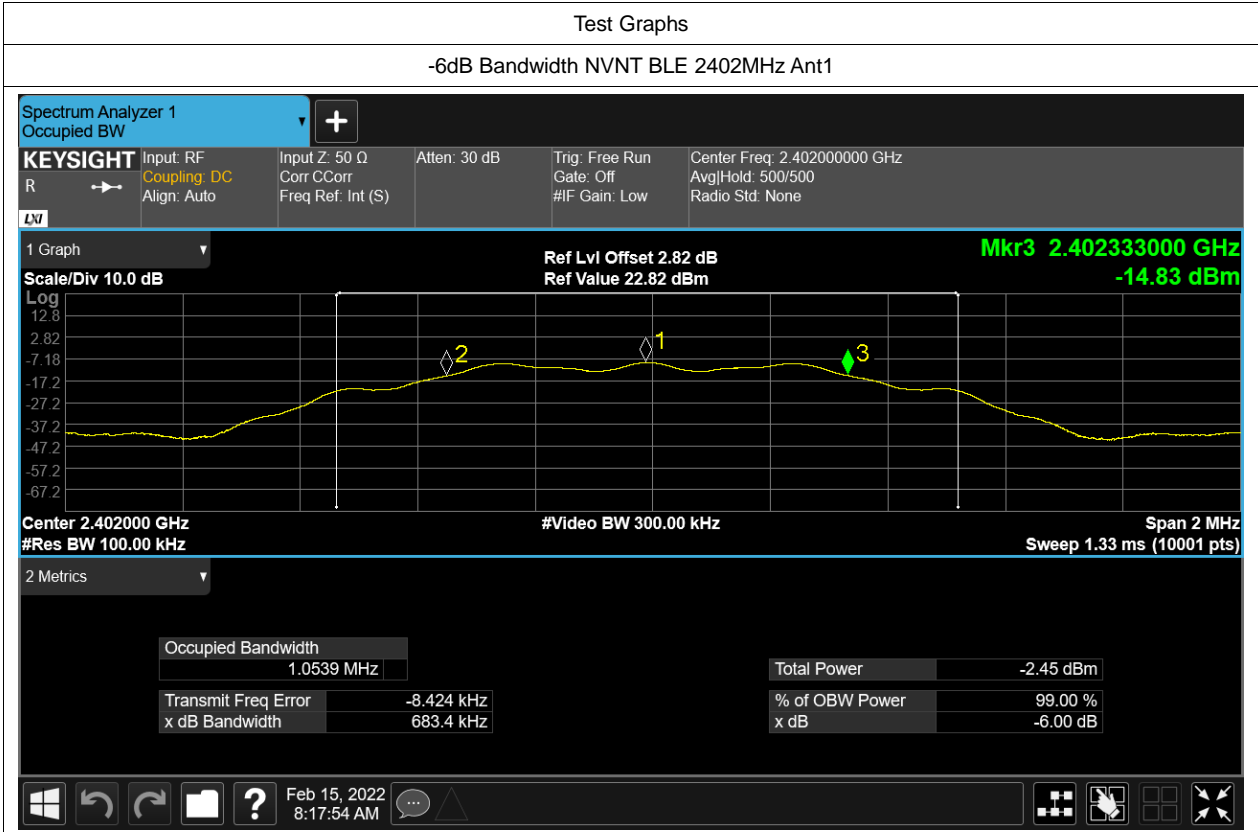 Test Graphs
-6dB Bandwidth NVNT BLE 2402MHz Ant1
Spectrum Analyzer 1
Occupied BW
KEYSIGHT
R
LXI
Input: RF
Coupling: DC
Align: Auto
Input Z: 50 Ω
Corr CCorr
Freq Ref: Int (S)
Atten: 30 dB
Trig: Free Run
Gate: Off
#IF Gain: Low
Center Freq: 2.402000000 GHz
Avg|Hold: 500/500
Radio Std: None
1 Graph
Scale/Div 10.0 dB
Ref Lvl Offset 2.82 dB
Ref Value 22.82 dBm
Mkr3 2.402333000 GHz
-14.83 dBm
Log
12.8
2.82
-7.18
-17.2
-27.2
-37.2
-47.2
-57.2
-67.2
2
1
3
Center 2.402000 GHz
#Res BW 100.00 kHz
#Video BW 300.00 kHz
Span 2 MHz
Sweep 1.33 ms (10001 pts)
2 Metrics
Occupied Bandwidth
1.0539 MHz
Transmit Freq Error -8.424 kHz
x dB Bandwidth 683.4 kHz
Total Power -2.45 dBm
% of OBW Power 99.00 %
x dB -6.00 dB
?
Feb 15, 2022
8:17:54 AM